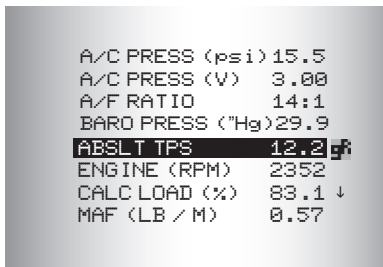 A/C PRESS (psi) 15.5
A/C PRESS (V) 3.00
A/F RATIO 14:1
BARO PRESS ("Hg) 29.9
ABSLT TPS 12.2 gR
ENGINE (RPM) 2352
CALC LOAD (%) 83.1 ↓
MAF (LB / M) 0.57